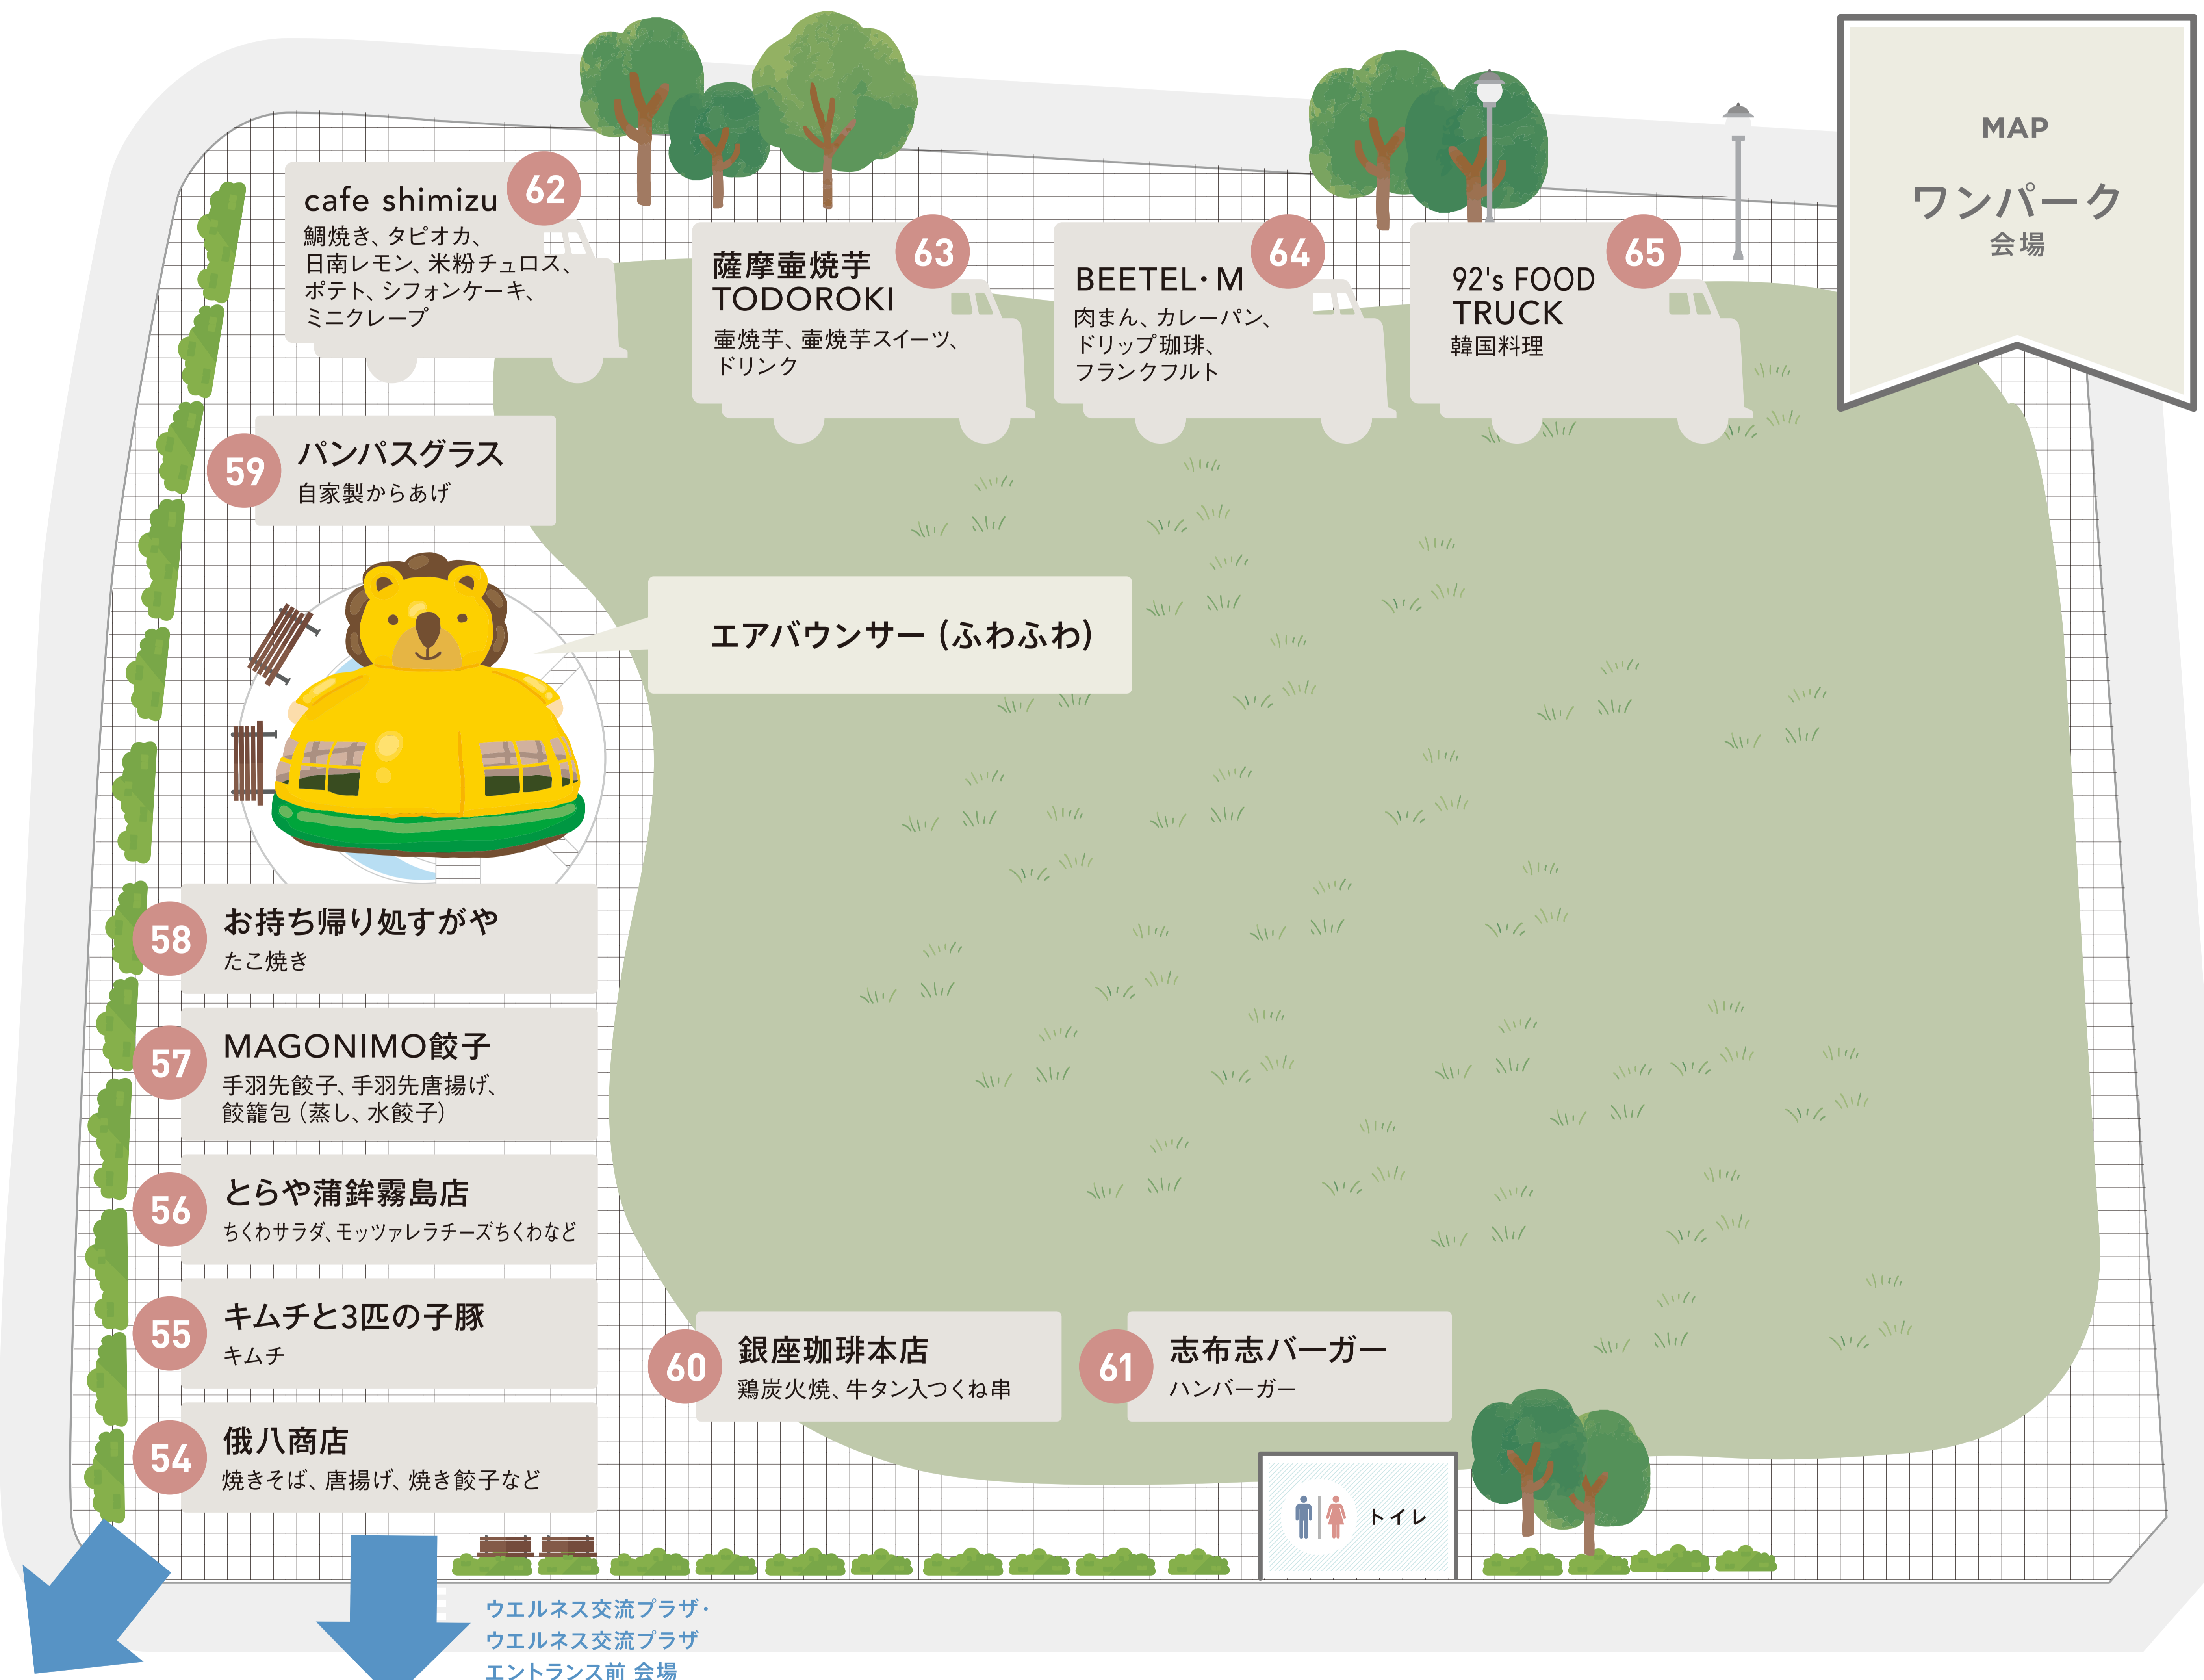 MAP
ワンパーク
会場
62
cafe shimizu
鯛焼き、タピオカ、
日南レモン、米粉チュロス、
ポテト、シフォンケーキ、
ミニクレープ
63
薩摩壷焼芋
TODOROKI
壷焼芋、壷焼芋スイーツ、
ドリンク
64
BEETEL・M
肉まん、カレーパン、
ドリップ珈琲、
フランクフルト
65
92's FOOD
TRUCK
韓国料理
59
パンパスグラス
自家製からあげ
エアバウンサー (ふわふわ)
58
お持ち帰り処すがや
たこ焼き
57
MAGONIMO餃子
手羽先餃子、手羽先唐揚げ、
餃籠包（蒸し、水餃子）
56
とらや蒲鉾霧島店
ちくわサラダ、モッツァレラチーズちくわなど
55
キムチと3匹の子豚
キムチ
54
俄八商店
焼きそば、唐揚げ、焼き餃子など
60
銀座珈琲本店
鶏炭火焼、牛タン入つくね串
61
志布志バーガー
ハンバーガー
トイレ
ウエルネス交流プラザ・
ウエルネス交流プラザ
エントランス前 会場